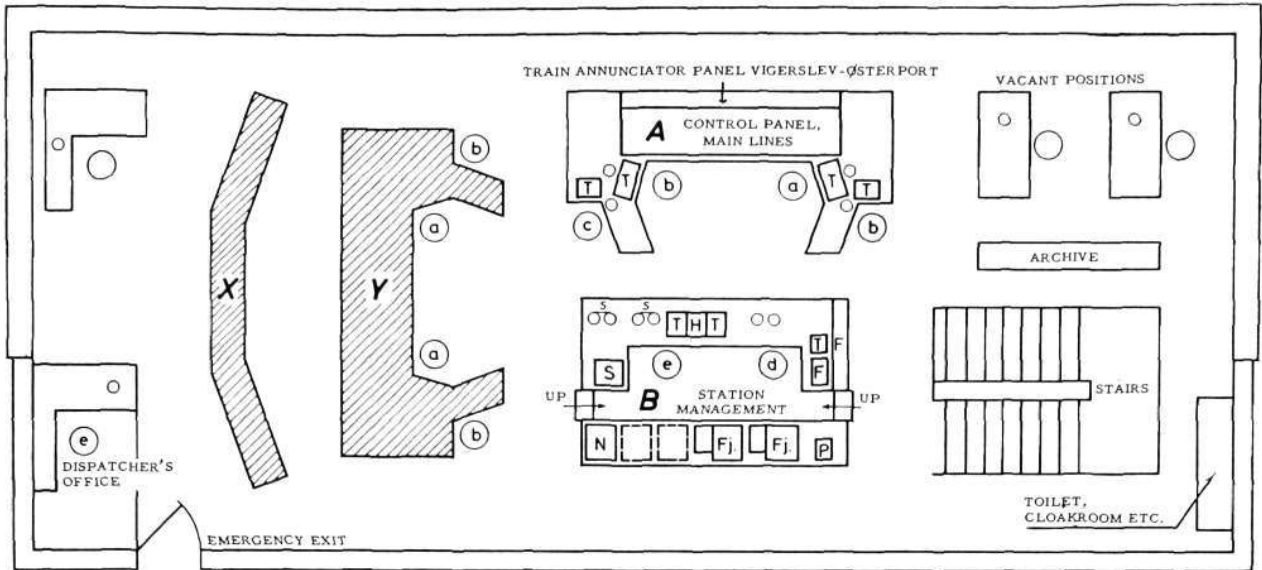 TRAIN ANNUNCIATOR PANEL VIGERSLEV-ØSTERPORT
VACANT POSITIONS
A
CONTROL PANEL,
MAIN LINES
b
T
T
b
a
T
T
c
b
a
ARCHIVE
X
Y
S
S
T H T
a
e
d
T
F
S
F
STAIRS
UP
B
STATION
MANAGEMENT
UP
e
b
N
Fj.
Fj.
P
DISPATCHER'S
OFFICE
TOILET,
CLOAKROOM ETC.
EMERGENCY EXIT